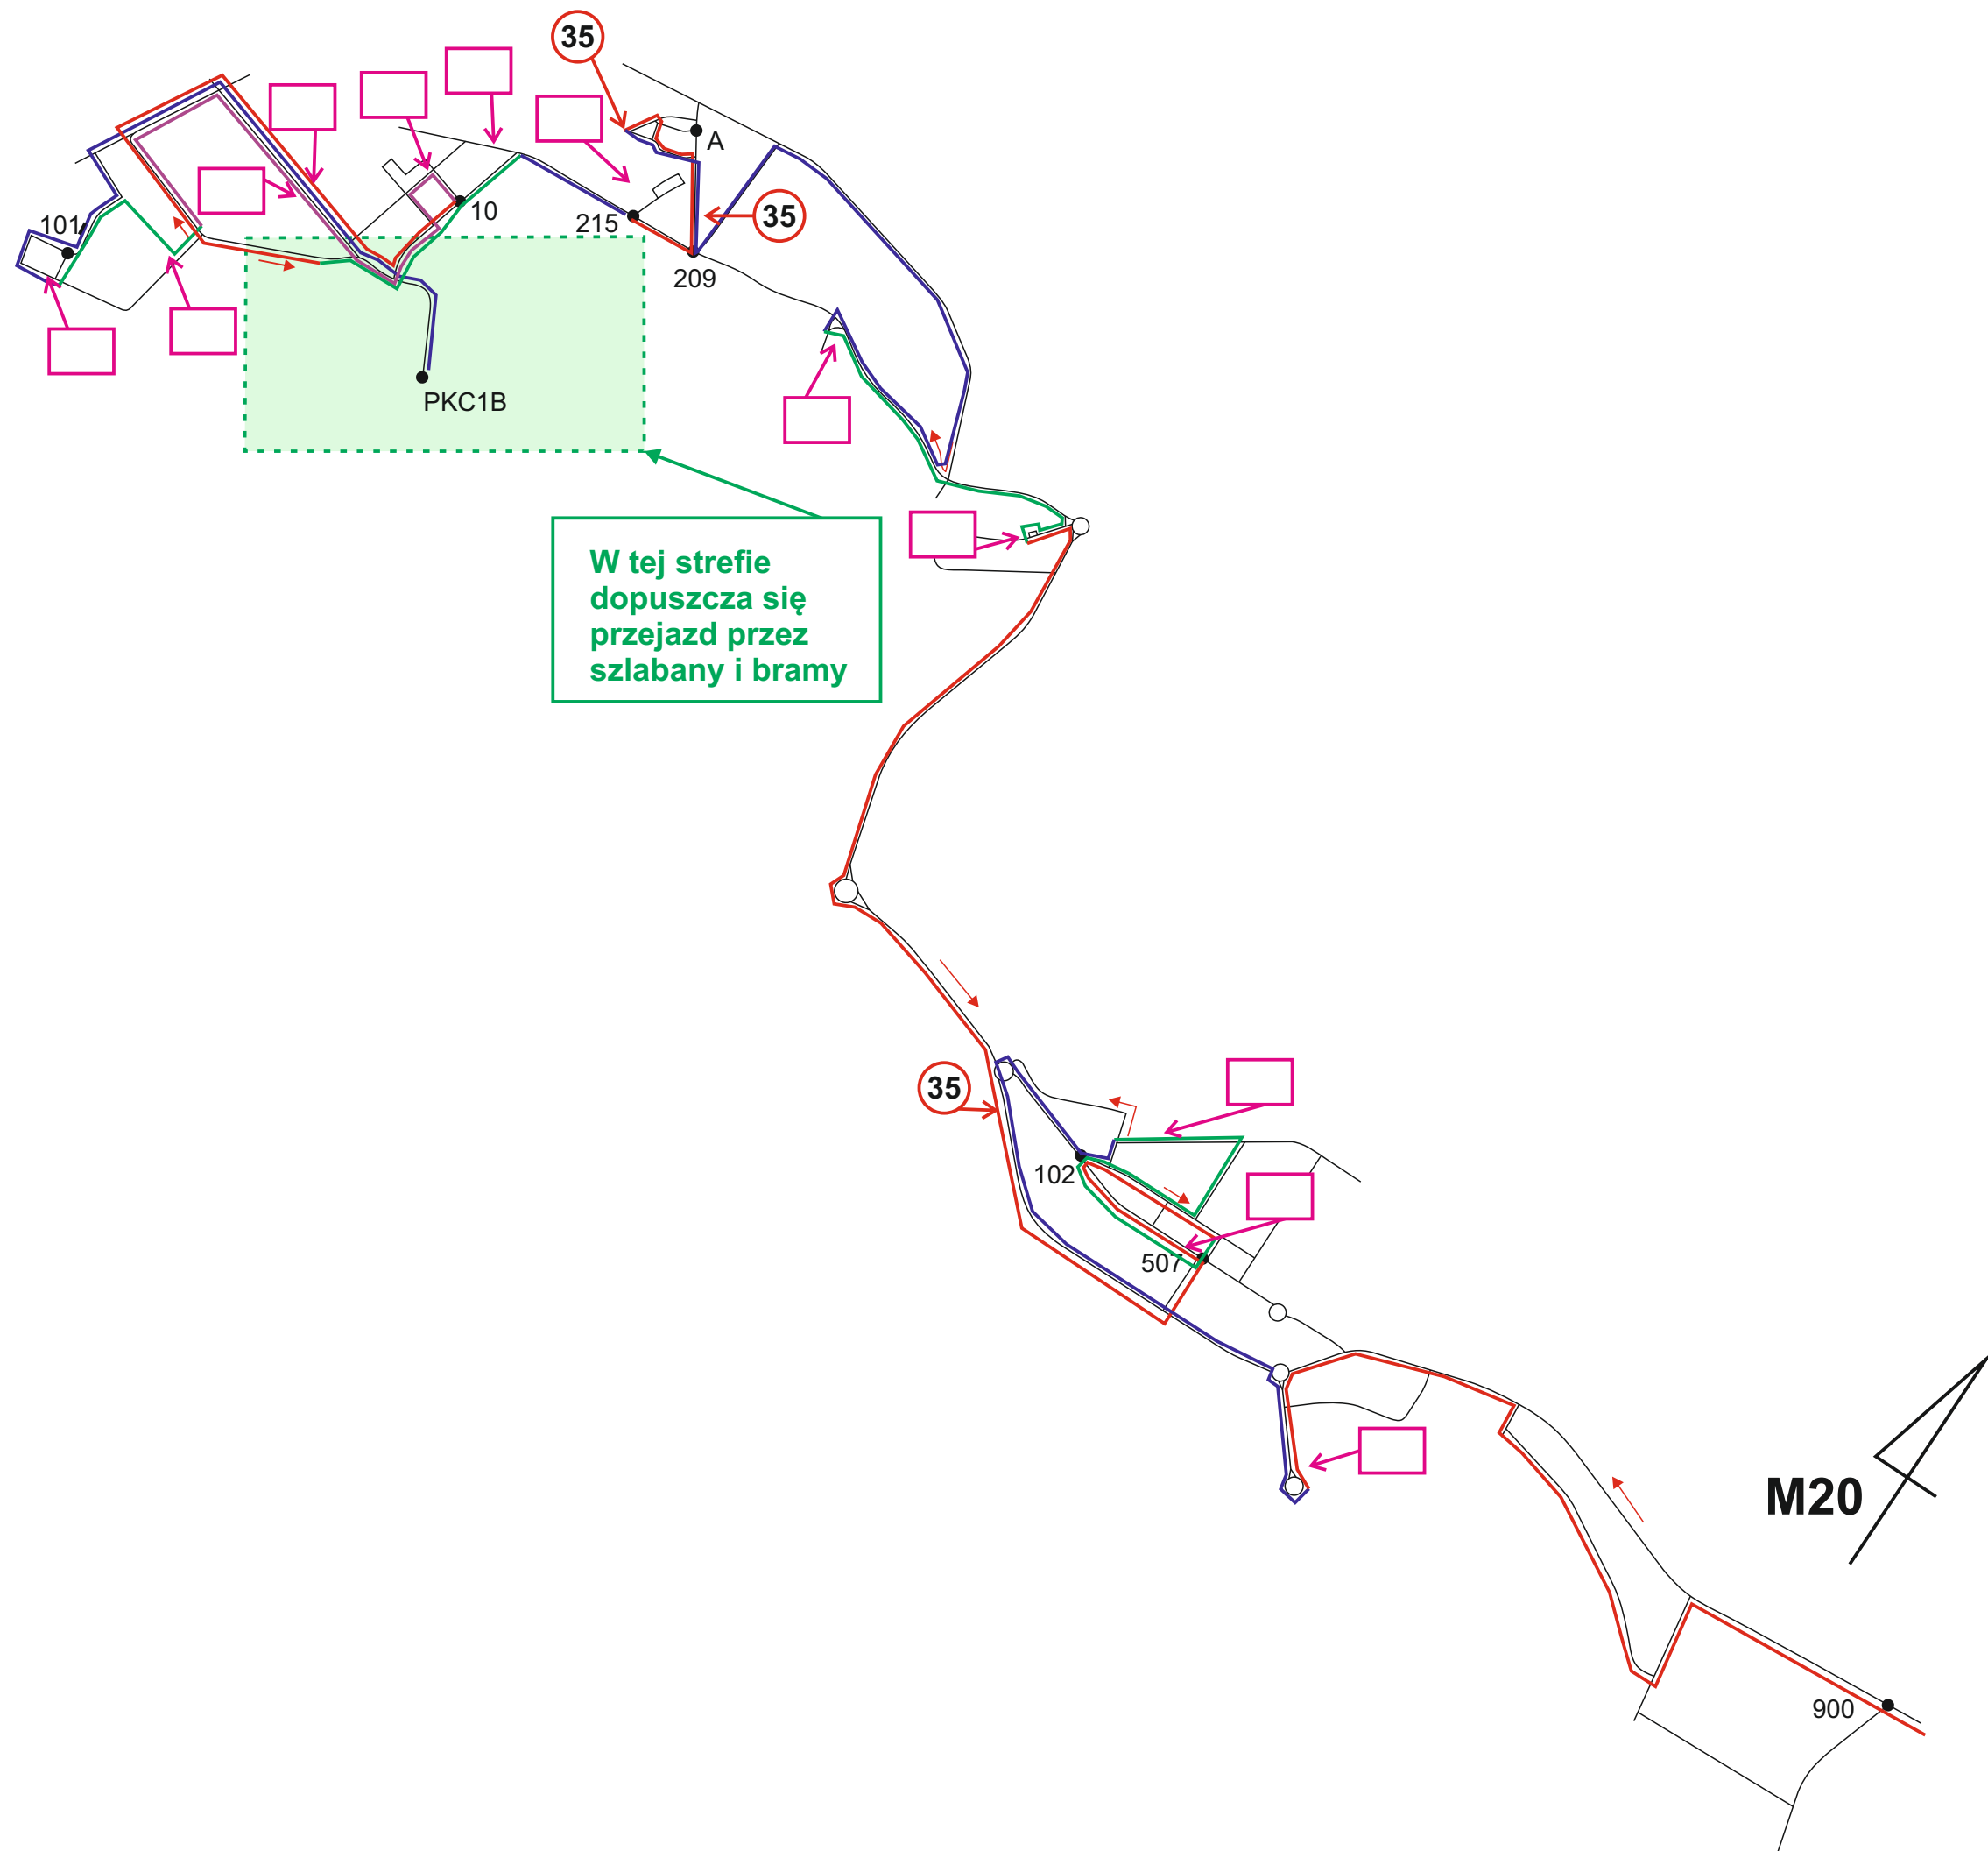 35
A
101
10
215
35
209
PKC1B
W tej strefie
dopuszcza się
przejazd przez
szlabany i bramy
35
102
507
M20
900